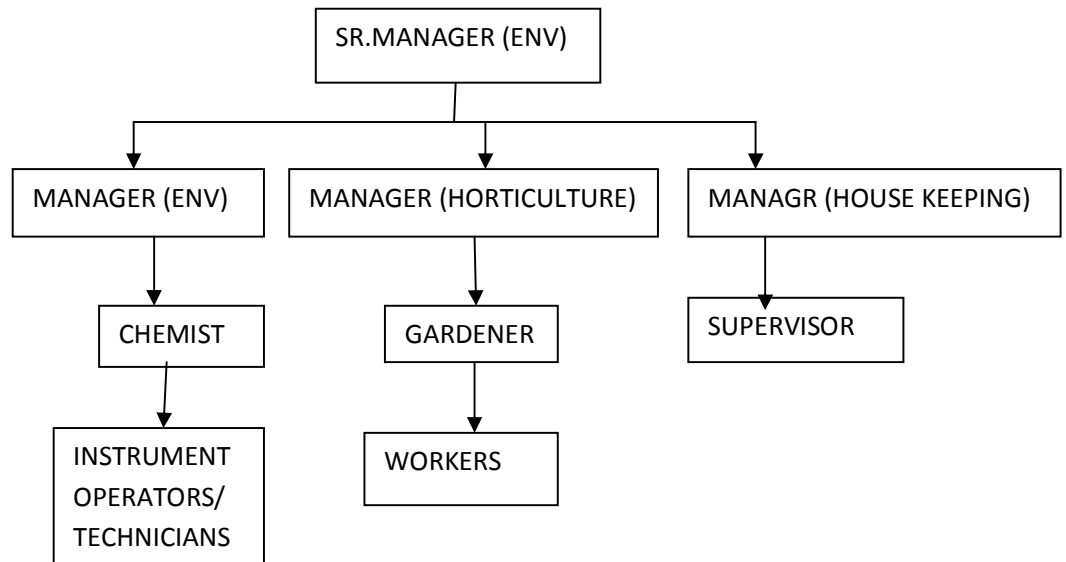 SR.MANAGER (ENV)
MANAGER (ENV)
MANAGER (HORTICULTURE)
MANAGR (HOUSE KEEPING)
CHEMIST
GARDENER
SUPERVISOR
INSTRUMENT
OPERATORS/
TECHNICIANS
WORKERS